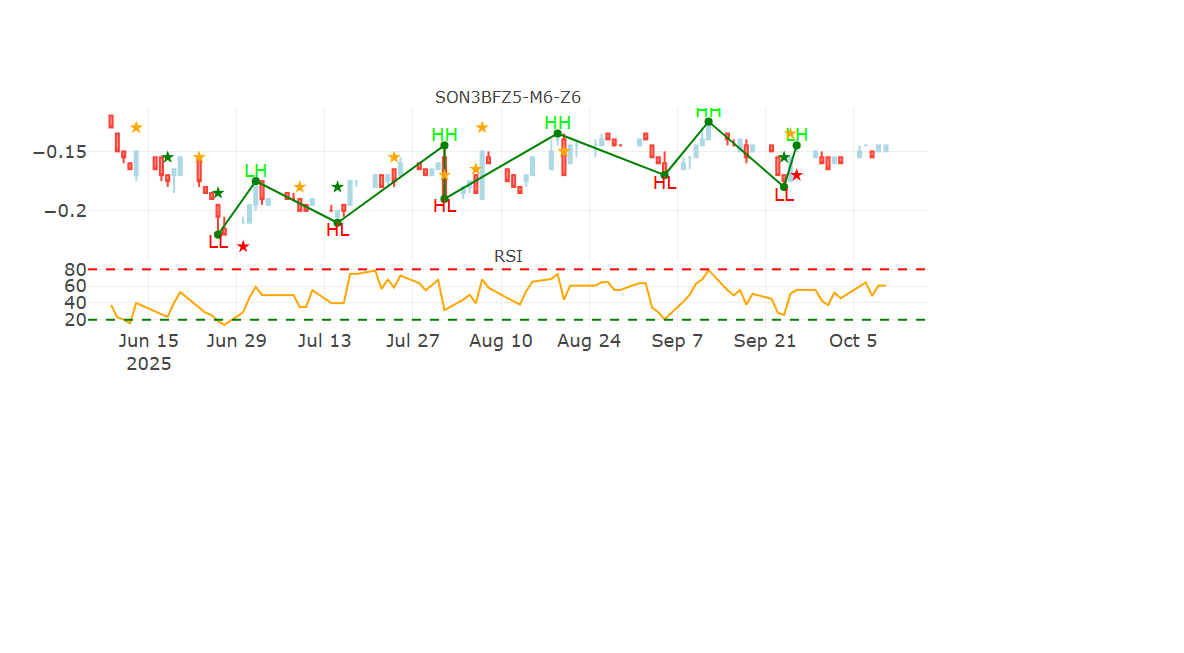 SON3BFZ5-M6-Z6
HH
HH
HH
LH
LH
−0.15
HL
LL
HL
−0.2
HL
LL
RSI
80
60
40
20
Jun 15 Jun 29 Jul 13 Jul 27 Aug 10 Aug 24 Sep 7 Sep 21 Oct 5
2025